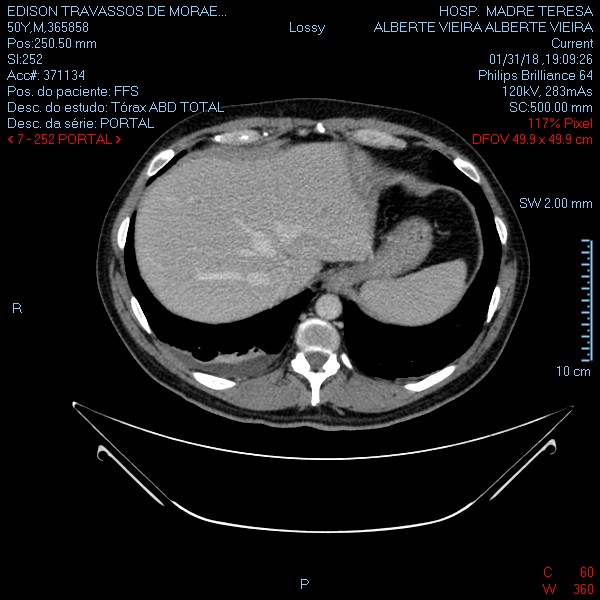 EDISON TRAVASSOS DE MORAE...
50Y,M,365858
Pos:250.50 mm
Sl:252
Acc#: 371134
Pos. do paciente: FFS
Desc. do estudo: Tórax ABD TOTAL
Desc. da série: PORTAL
< 7 - 252 PORTAL >
Lossy
HOSP. MADRE TERESA
ALBERTE VIEIRA ALBERTE VIEIRA
Current
01/31/18 ,19:09:26
Philips Brilliance 64
120kV, 283mAs
SC:500.00 mm
117% Pixel
DFOV 49.9 x 49.9 cm
SW 2.00 mm
R
10 cm
P
C 60
W 360